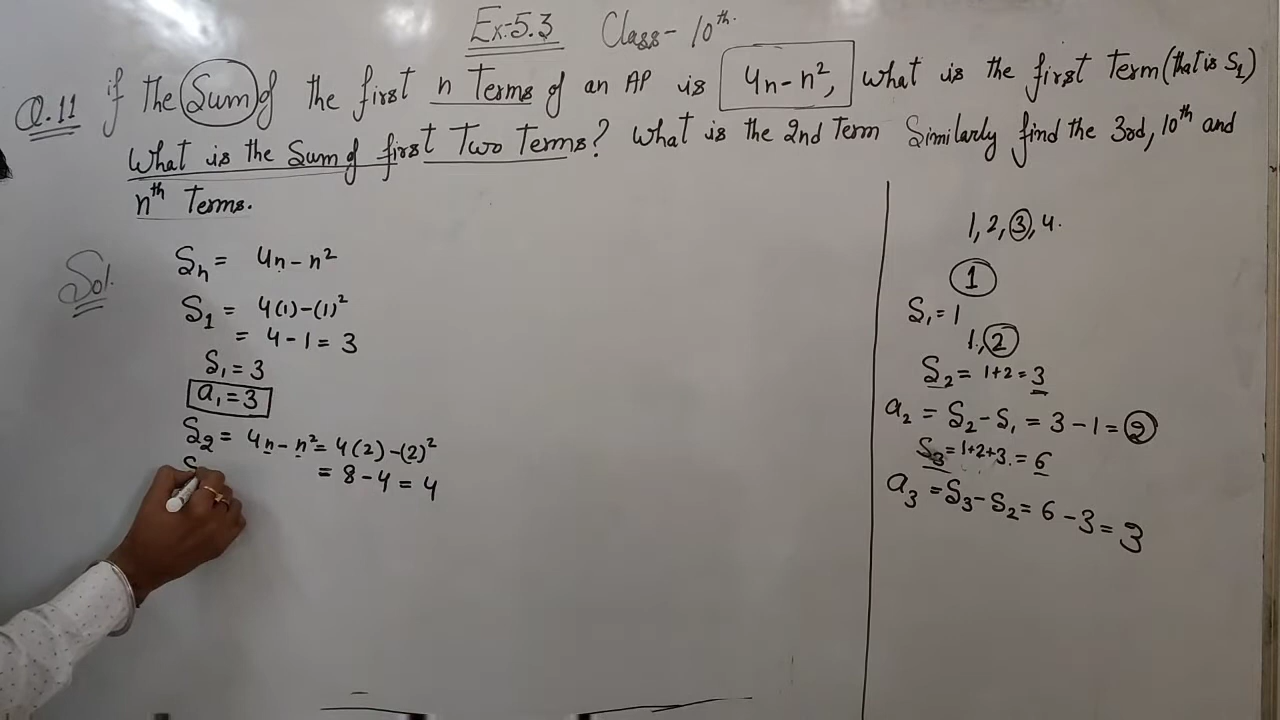 Ex:-5.3 Class- 10th.
Q.11 if The Sum of the first n Terms of an AP is 4n-n², what is the first Term (that is S₁)
What is the Sum of first Two Terms? What is the 2nd Term Similarly find the 3rd, 10th and
nth Terms.
Sol.
Sₙ = 4n-n²
S₁ = 4(1)-(1)²
= 4-1=3
S₁=3
a₁=3
S₂= 4n-n²= 4(2)-(2)²
= 8-4=4
S
1,2,3,4.
1
S₁=1
1,2
S₂= 1+2=3
a₂ = S₂-S₁ = 3-1=2
S₃=1+2+3.=6
a₃ =S₃-S₂= 6-3=3